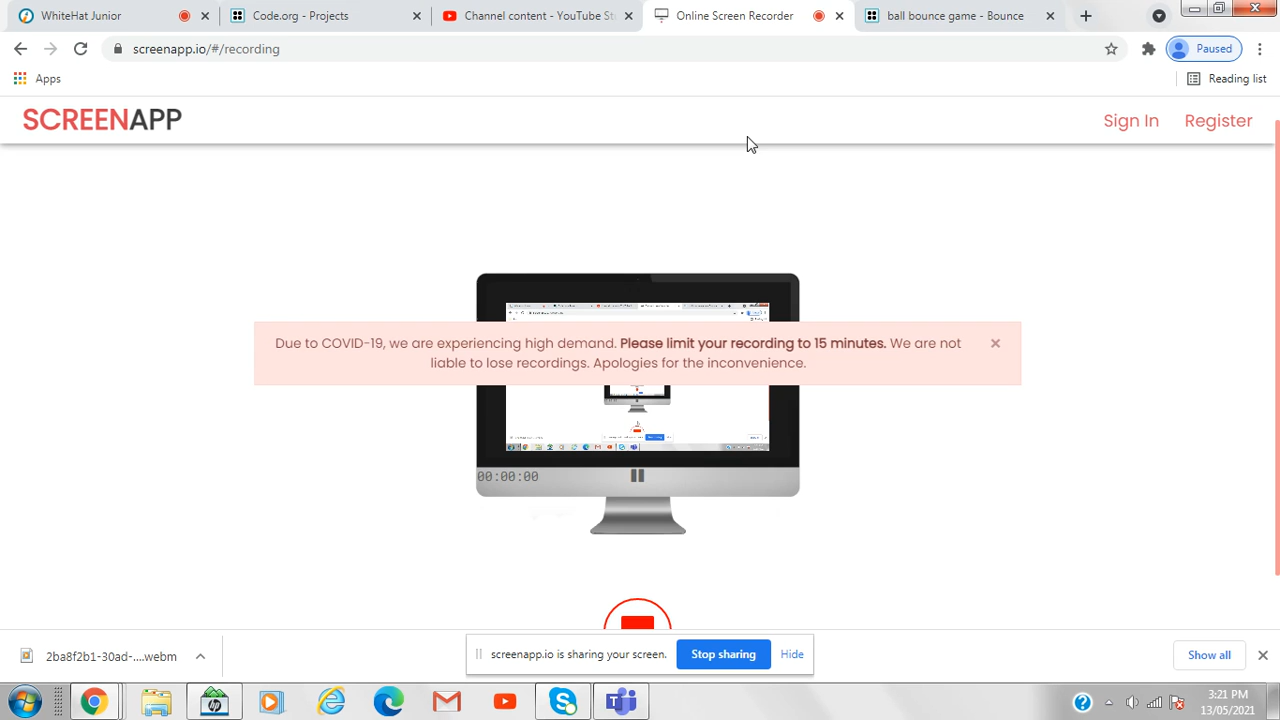 WhiteHat Junior
Code.org - Projects
Channel content - YouTube St
Online Screen Recorder
ball bounce game - Bounce
screenapp.io/#/recording
Paused
Apps
Reading list
SCREENAPP
Sign In
Register
Due to COVID-19, we are experiencing high demand. Please limit your recording to 15 minutes. We are not
liable to lose recordings. Apologies for the inconvenience.
00:00:00
2ba8f2b1-30ad-....webm
screenapp.io is sharing your screen.
Stop sharing
Hide
Show all
3:21 PM
13/05/2021